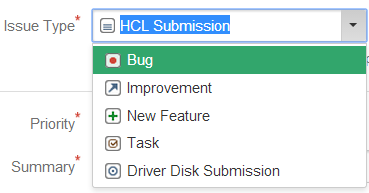 Issue Type* HCL Submission
Bug
Improvement
Priority* New Feature
Task
Summary* Driver Disk Submission